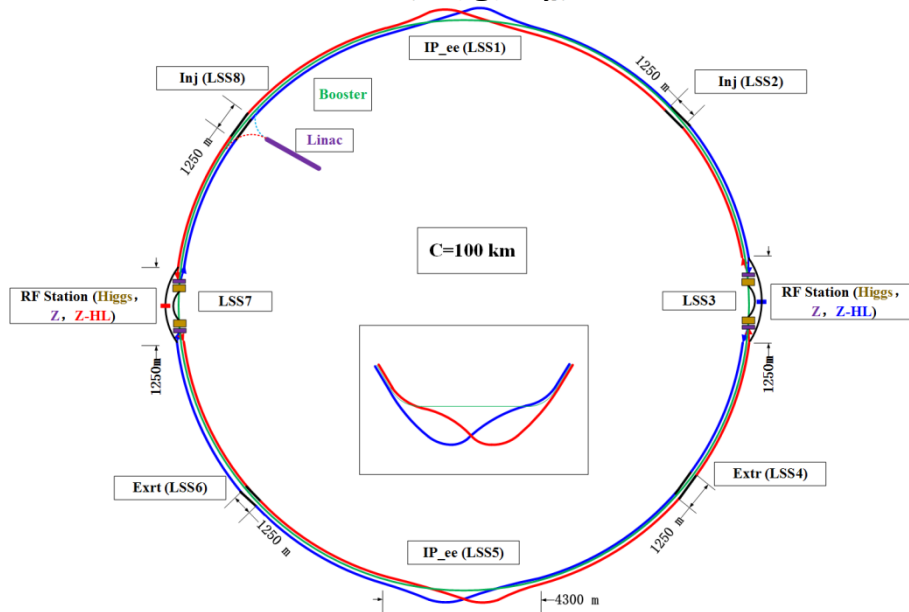 IP_ee (LSS1)
1250 m
Inj (LSS8)
Inj (LSS2)
Booster
Linac
1250 m
C=100 km
RF Station (Higgs,
Z, Z-HL)
LSS7
LSS3
RF Station (Higgs,
Z, Z-HL)
1250m
1250m
Exrt (LSS6)
Extr (LSS4)
1250 m
1250 m
IP_ee (LSS5)
4300 m